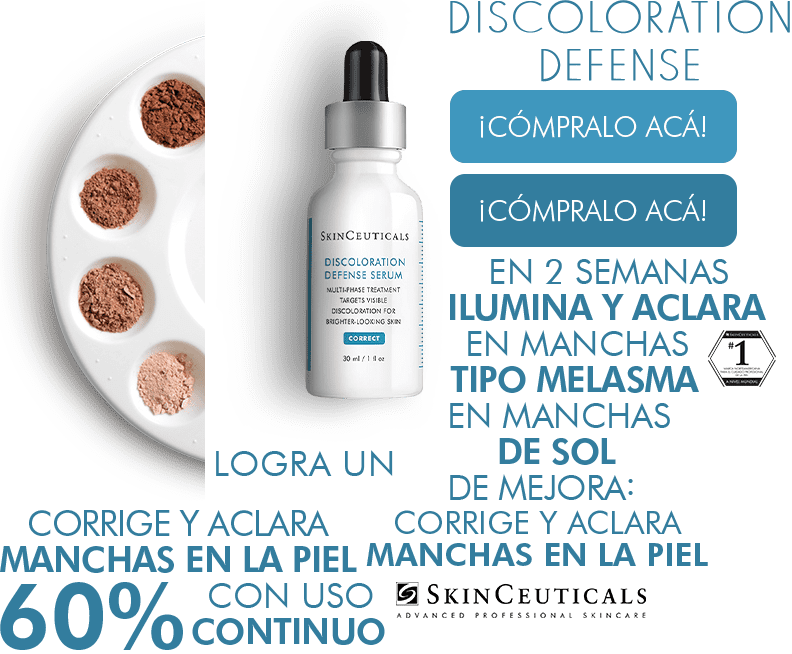 DISCOLORATION
DEFENSE
¡CÓMPRALO ACÁ!
¡CÓMPRALO ACÁ!
SKINCEUTICALS
DISCOLORATION
DEFENSE SERUM
MULTI-PHASE TREATMENT
TARGETS VISIBLE
DISCOLORATION FOR
BRIGHTER-LOOKING SKIN
CORRECT
30 ml / 1 fl oz
EN 2 SEMANAS
ILUMINA Y ACLARA
EN MANCHAS
TIPO MELASMA
SKINCEUTICALS
#1
A NIVEL MUNDIAL
EN MANCHAS
DE SOL
LOGRA UN
DE MEJORA:
CORRIGE Y ACLARA
MANCHAS EN LA PIEL
CORRIGE Y ACLARA
MANCHAS EN LA PIEL
60%
CON USO
CONTINUO
SKINCEUTICALS
ADVANCED PROFESSIONAL SKINCARE